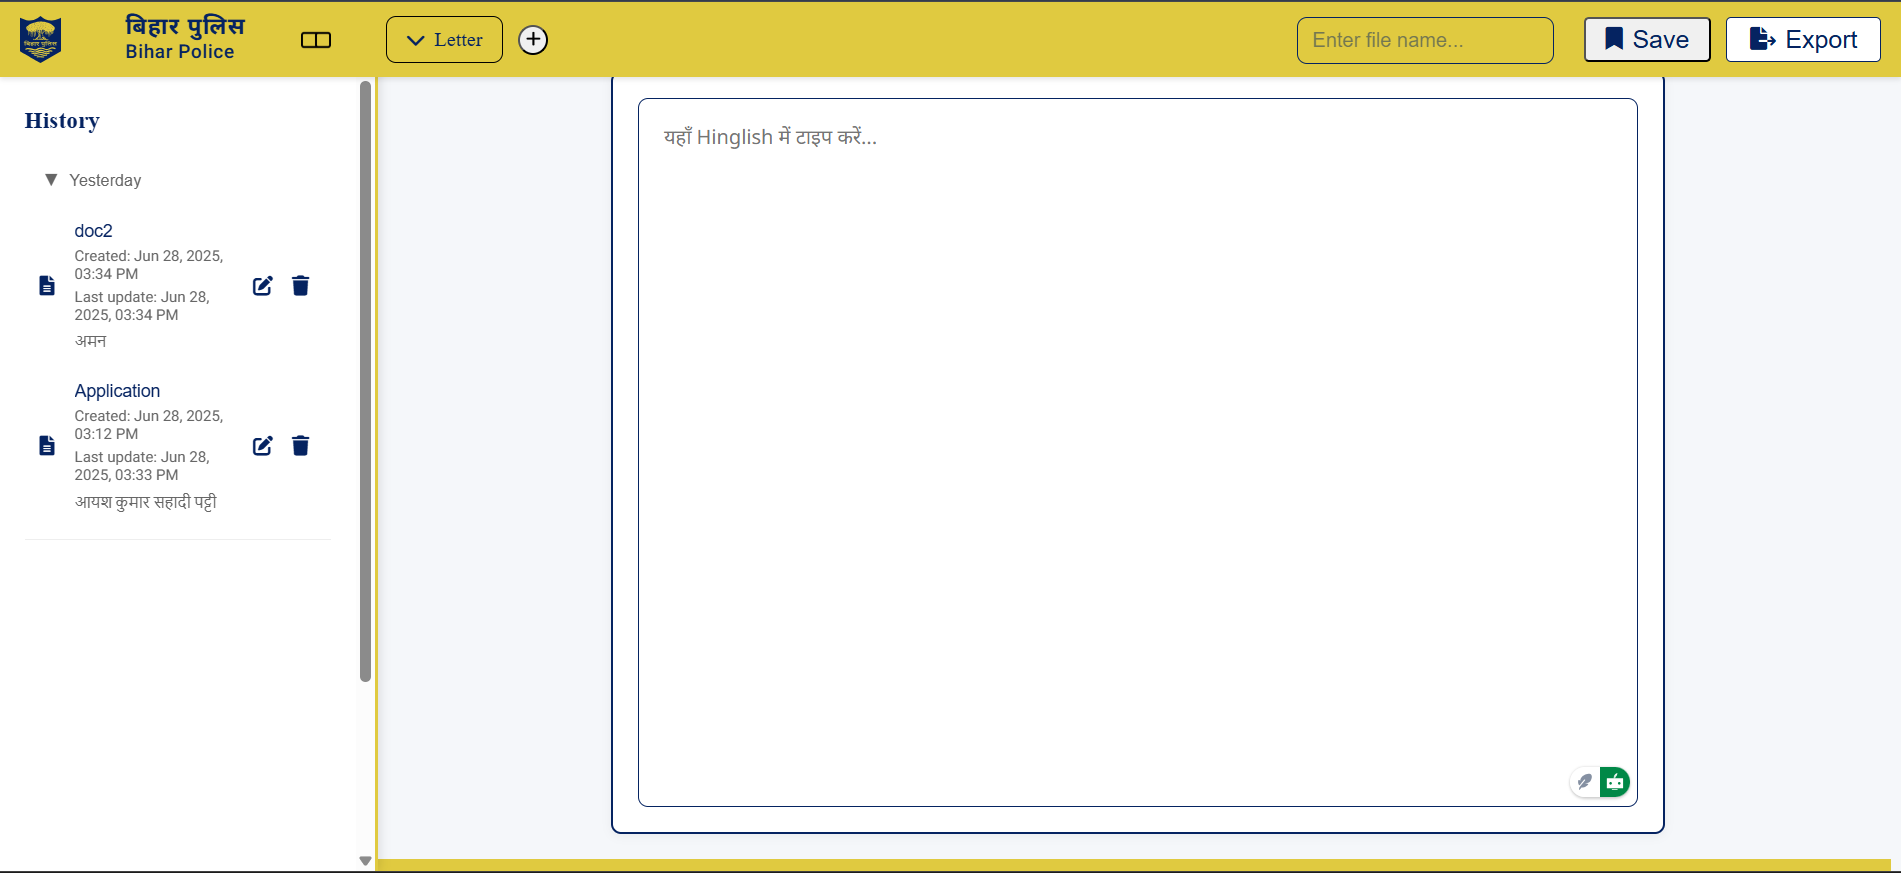 बिहार पुलिस
Bihar Police
Letter
Enter file name...
Save
Export
History
Yesterday
doc2
Created: Jun 28, 2025,
03:34 PM
Last update: Jun 28,
2025, 03:34 PM
अमन
Application
Created: Jun 28, 2025,
03:12 PM
Last update: Jun 28,
2025, 03:33 PM
आयश कुमार सहादी पट्टी
यहाँ Hinglish में टाइप करें...